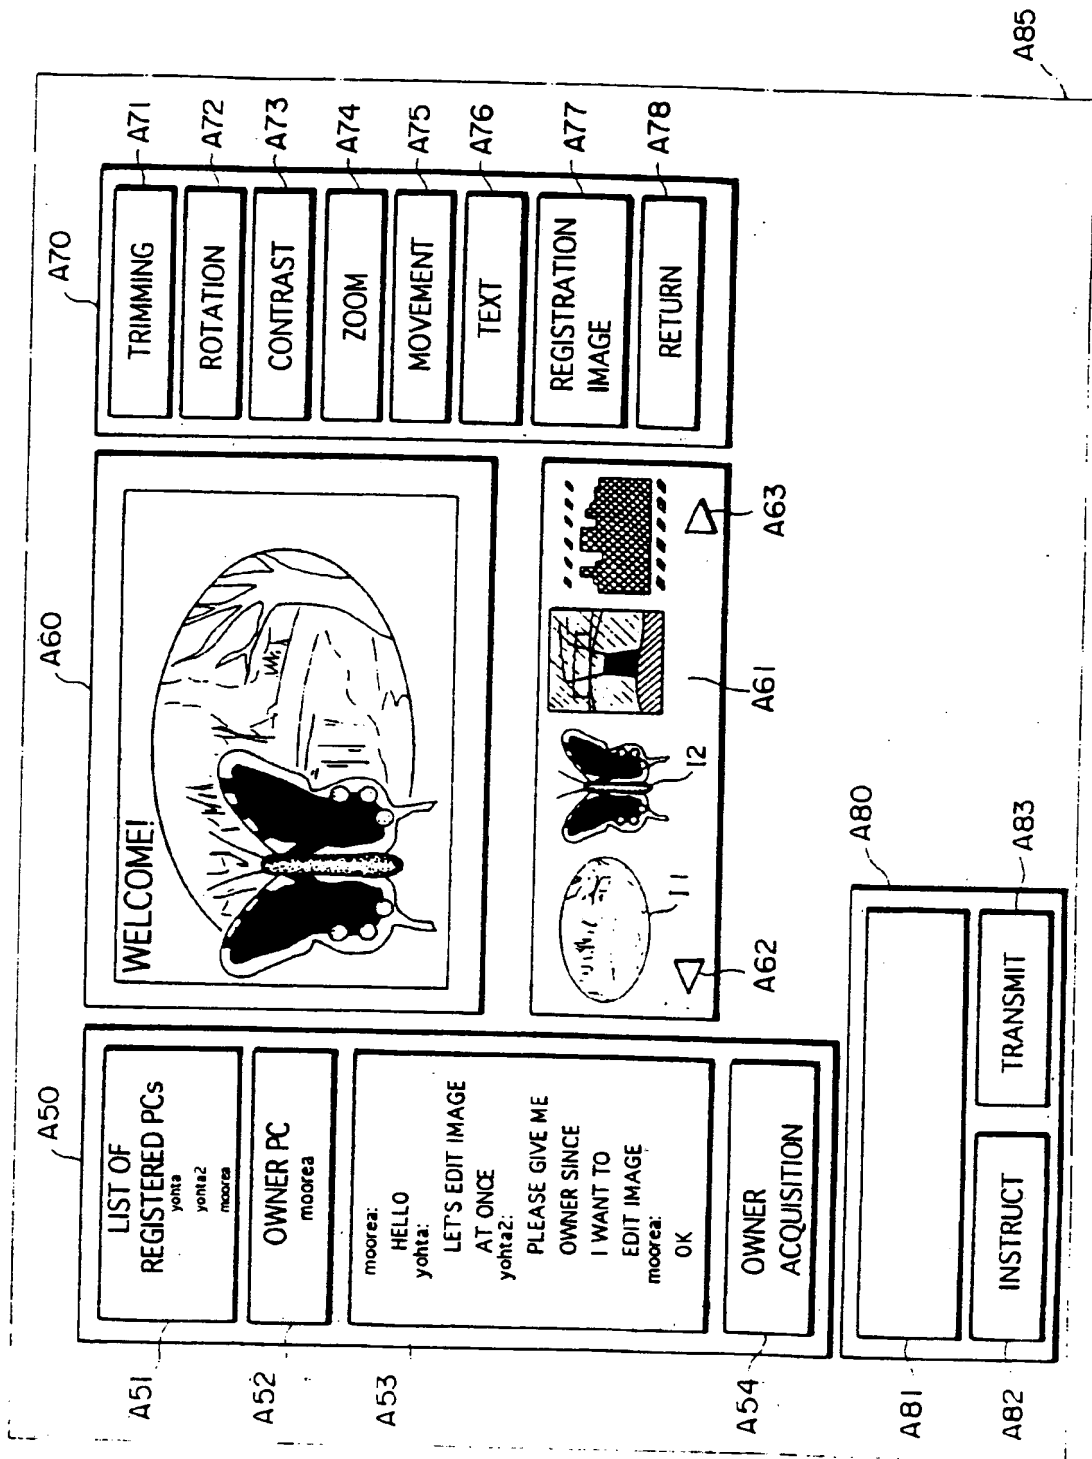 A50
A51
LIST OF
REGISTERED PCs
yohta
yohta2
moorea
A52
OWNER PC
moorea
A53
moorea:
HELLO
yohta:
LET'S EDIT IMAGE
AT ONCE
yohta2:
PLEASE GIVE ME
OWNER SINCE
I WANT TO
EDIT IMAGE
moorea:
OK
A54
OWNER
ACQUISITION
A60
WELCOME!
11
12
A61
A62
A63
A70
TRIMMING
A71
ROTATION
A72
CONTRAST
A73
ZOOM
A74
MOVEMENT
A75
TEXT
A76
REGISTRATION
IMAGE
A77
RETURN
A78
A80
A81
INSTRUCT
A82
TRANSMIT
A83
A85